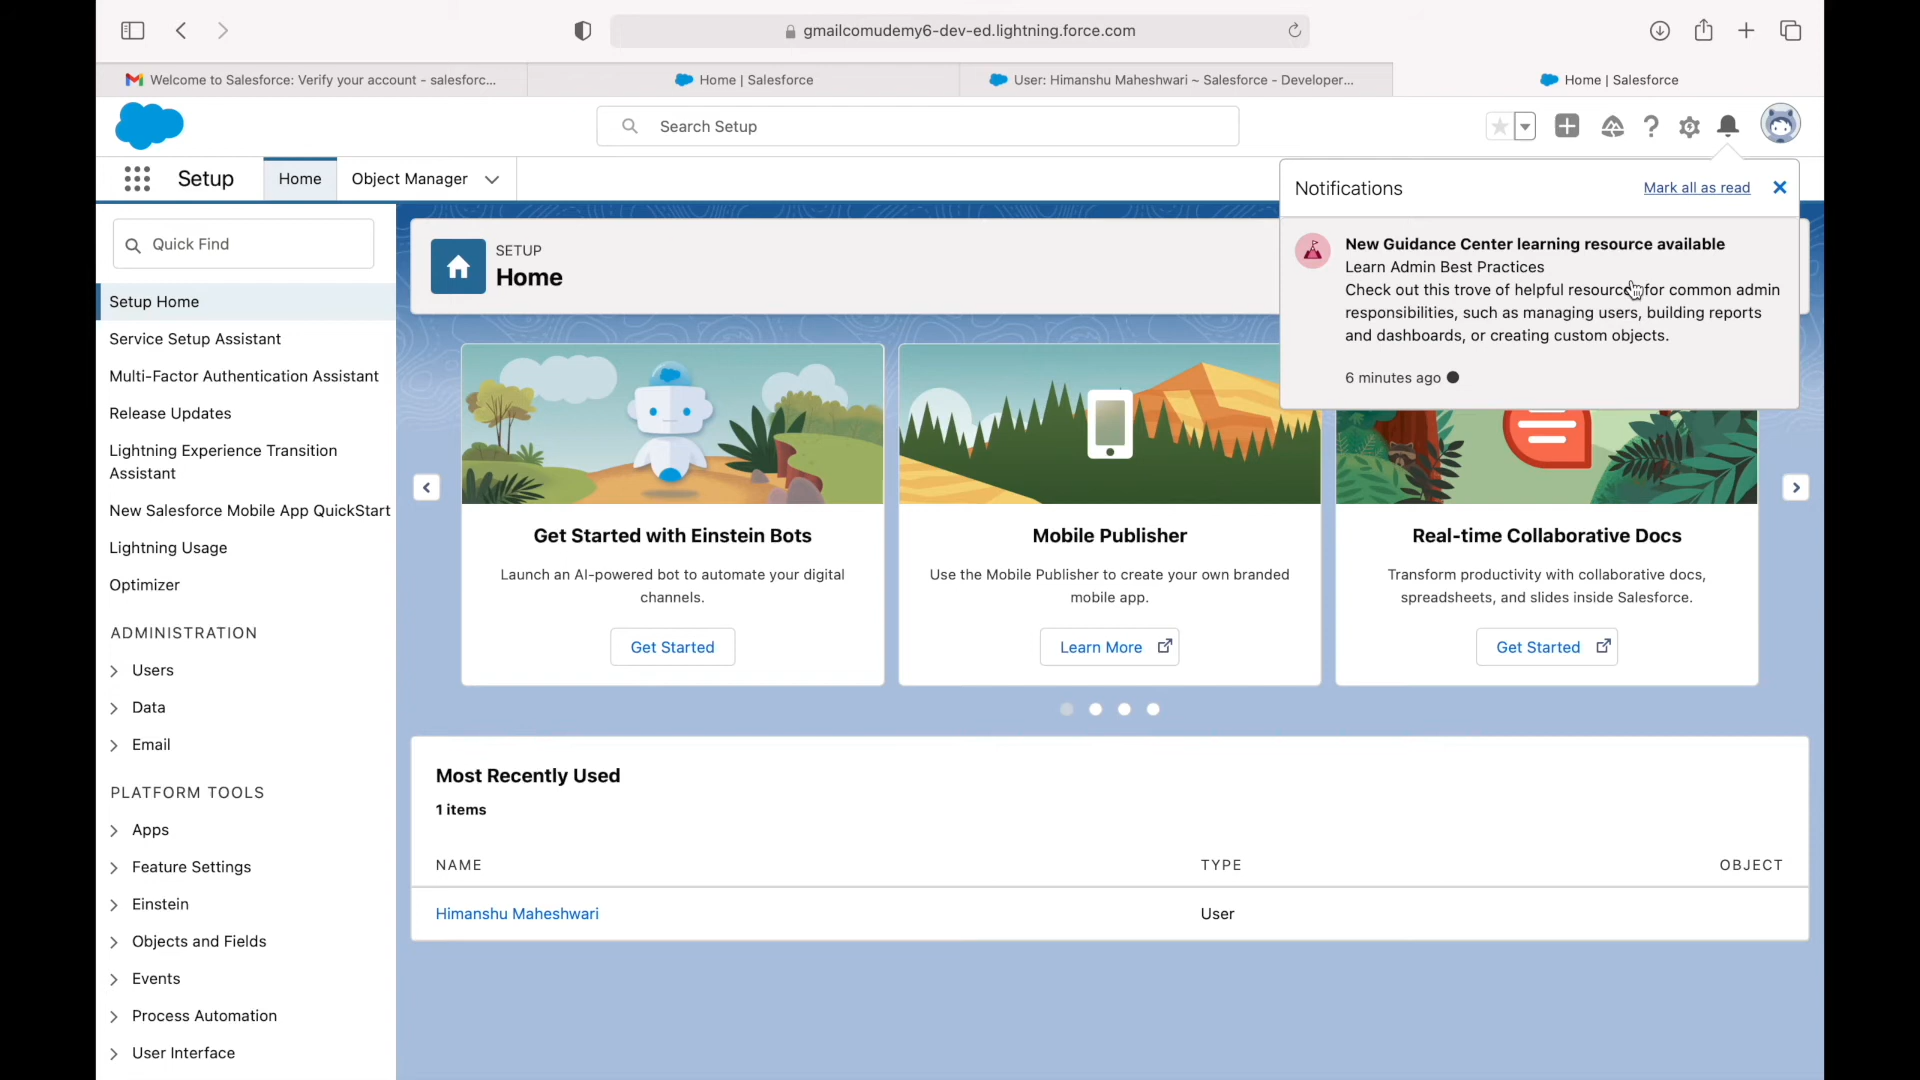 gmailcomudemy6-dev-ed.lightning.force.com
Welcome to Salesforce: Verify your account - salesforc...
Home | Salesforce
User: Himanshu Maheshwari ~ Salesforce - Developer...
Home | Salesforce
Search Setup
Setup
Home
Object Manager
Notifications
Mark all as read
New Guidance Center learning resource available
Learn Admin Best Practices
Check out this trove of helpful resources for common admin
responsibilities, such as managing users, building reports
and dashboards, or creating custom objects.
6 minutes ago
Quick Find
Setup Home
Service Setup Assistant
Multi-Factor Authentication Assistant
Release Updates
Lightning Experience Transition
Assistant
New Salesforce Mobile App QuickStart
Lightning Usage
Optimizer
ADMINISTRATION
Users
Data
Email
PLATFORM TOOLS
Apps
Feature Settings
Einstein
Objects and Fields
Events
Process Automation
User Interface
SETUP
Home
Get Started with Einstein Bots
Launch an AI-powered bot to automate your digital
channels.
Get Started
Mobile Publisher
Use the Mobile Publisher to create your own branded
mobile app.
Learn More
Real-time Collaborative Docs
Transform productivity with collaborative docs,
spreadsheets, and slides inside Salesforce.
Get Started
Most Recently Used
1 items
NAME
TYPE
OBJECT
Himanshu Maheshwari
User